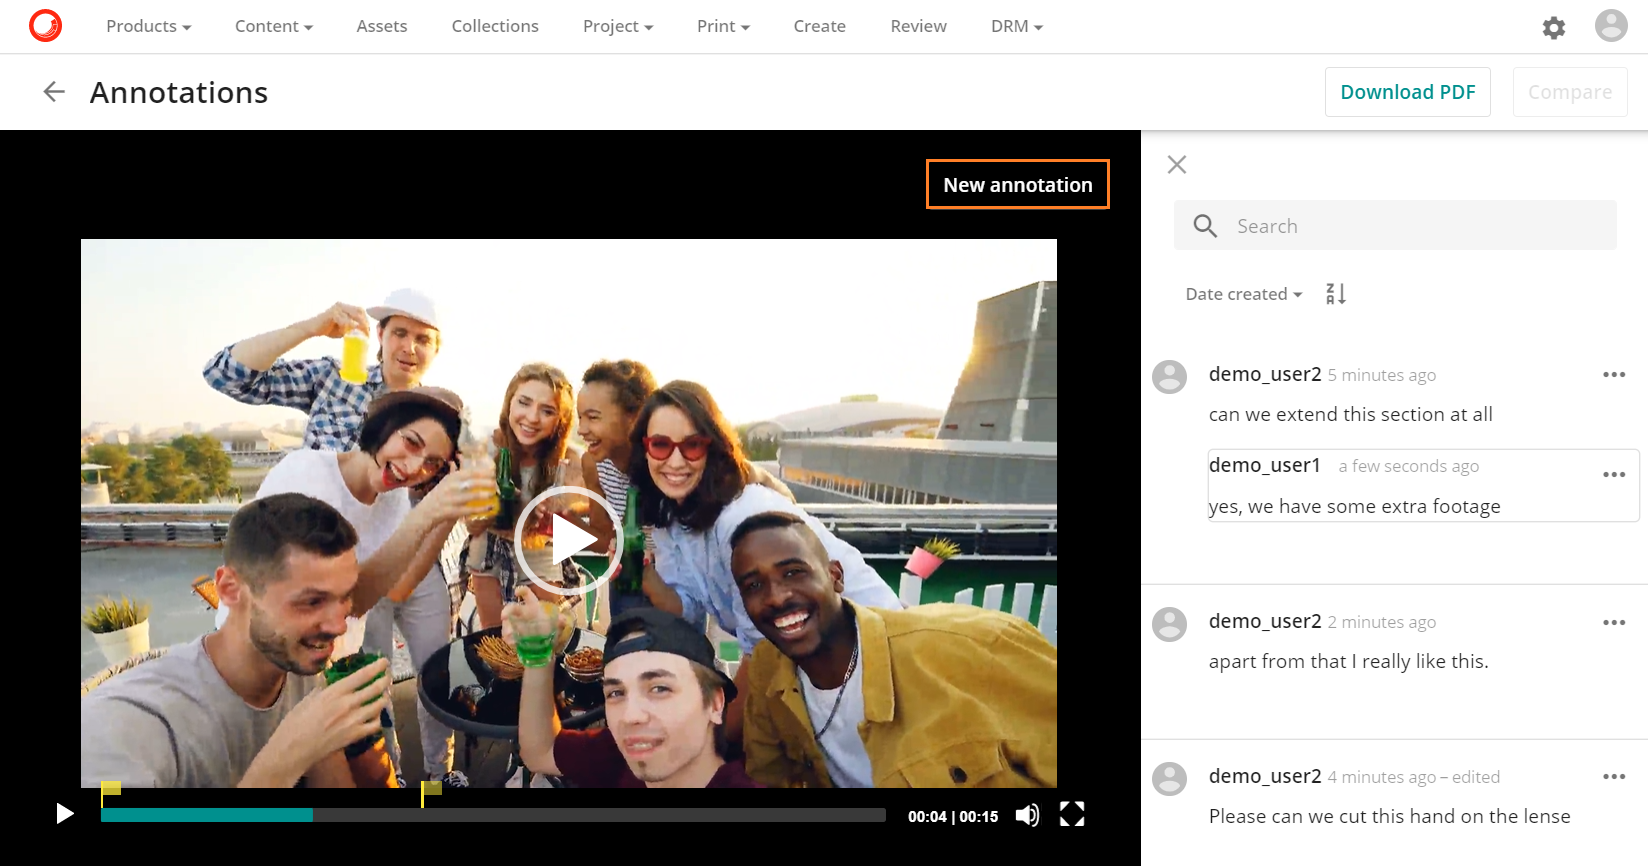 Products Content Assets Collections Project Print Create Review DRM
Annotations
Download PDF Compare
New annotation
Search
Date created
Z
A
demo_user2 5 minutes ago
can we extend this section at all
demo_user1 a few seconds ago
yes, we have some extra footage
demo_user2 2 minutes ago
apart from that I really like this.
demo_user2 4 minutes ago – edited
Please can we cut this hand on the lense
00:04 | 00:15